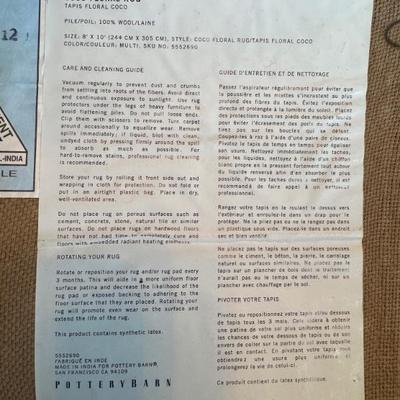 TAPIS FLORAL COCO
PILE/POIL: 100% WOOL/LAINE
SIZE: 8' X 10' (244 CM X 305 CM), STYLE: COCO FLORAL RUG/TAPIS FLORAL COCO
COLOR/COULEUR: MULTI, SKU NO: 5552690
12
L-INDIA
LE
CARE AND CLEANING GUIDE
Vacuum regularly to prevent dust and crumbs
from settling into roots of the fibers. Avoid direct
and continuous exposure to sunlight. Use rug
protectors under the legs of heavy furniture to
avoid flattening piles. Do not pull loose ends.
Clip them with scissors to remove. Turn carpet
around occasionally to equalize wear. Remove
spills immediately, if liquid, blot with clean,
undyed cloth by pressing firmly around the spill
to absorb as much as possible. For
hard-to-remove stains, professional rug cleaning
is recommended.
Store your rug by rolling it front side out and
wrapping in cloth for protection. Do not fold or
put in an airtight plastic bag. Place in dry,
well-ventilated area.
Do not place rug on porous surfaces such as
cement, concrete, stone, natural tile or similar
surfaces. Do not place rugs on hardwood floors
that have not had time to completely cure and
floors with embedded radiant heating elements.
ROTATING YOUR RUG
Rotate or reposition your rug and/or rug pad every
3 months. This will aide in a more uniform floor
surface patina and decrease the likelihood of the
rug pad or exposed backing to adhering to the
floor surface that they are placed. Rotating your
rug will promote even wear on the surface and
extend the life of the rug.
This product contains synthetic latex.
5552690
FABRIQUÉ EN INDE
MADE IN INDIA FOR POTTERY BARN®
SAN FRANCISCO CA 94109
POTTERYBARN
GUIDE D'ENTRETIEN ET DE NETTOYAGE
Passez l'aspirateur régulièrement pour éviter que
la poussière et les miettes n'incrustent au plus
profond des fibres du tapis. Évitez l'exposition
directe et prolongée à la lumière du soleil. Placez
des protections sous les pieds des meubles lourds
pour éviter l'écrasement des poils du tapis. Ne
tirez pas sur les boucles qui se défont.
Coupez-les à ras à l'aide d'une paire de ciseaux.
Pivotez le tapis de temps en temps pour égaliser
son usure. Nettoyez immédiatement les taches,
pour les liquides, nettoyez à l'aide d'un chiffon
blanc propre en la pressant fortement tout autour
du liquide renversé afin d'en absorber le plus
possible. Pour les taches dures à nettoyer, il est
recommandé de faire appel à un nettoyeur
professionnel.
Rangez votre tapis en le roulant le dessus vers
l'extérieur et enroulez-le dans un drap pour le
protéger. Ne le pliez pas ou ne le rangez pas dans
un plastique sous vide. Placez-le dans un endroit
sec et bien ventilé.
Ne placez pas le tapis sur des surfaces poreuses
comme le ciment, le béton, la pierre, le carrelage
naturel ou surfaces similaires. Ne placez pas le
tapis sur un plancher de bois dont le traitement
n'aurait pas eu le temps de sécher, ni sur un
plancher avec chauffage par le sol.
PIVOTER VOTRE TAPIS
Pivotez ou repositionnez votre tapis et/ou dessous
de tapis tous les 3 mois. Cela aidera à obtenir
une patine de votre sol plus uniforme et réduire
les chances de votre dessous de tapis ou de son
envers de coller sur la partie du sol avec laquelle
il est en contact. En pivotant votre tapis vous
obtiendrez une usure plus uniforme et
prolongerez la vie de celui-ci.
Ce produit contient du latex synthétique.